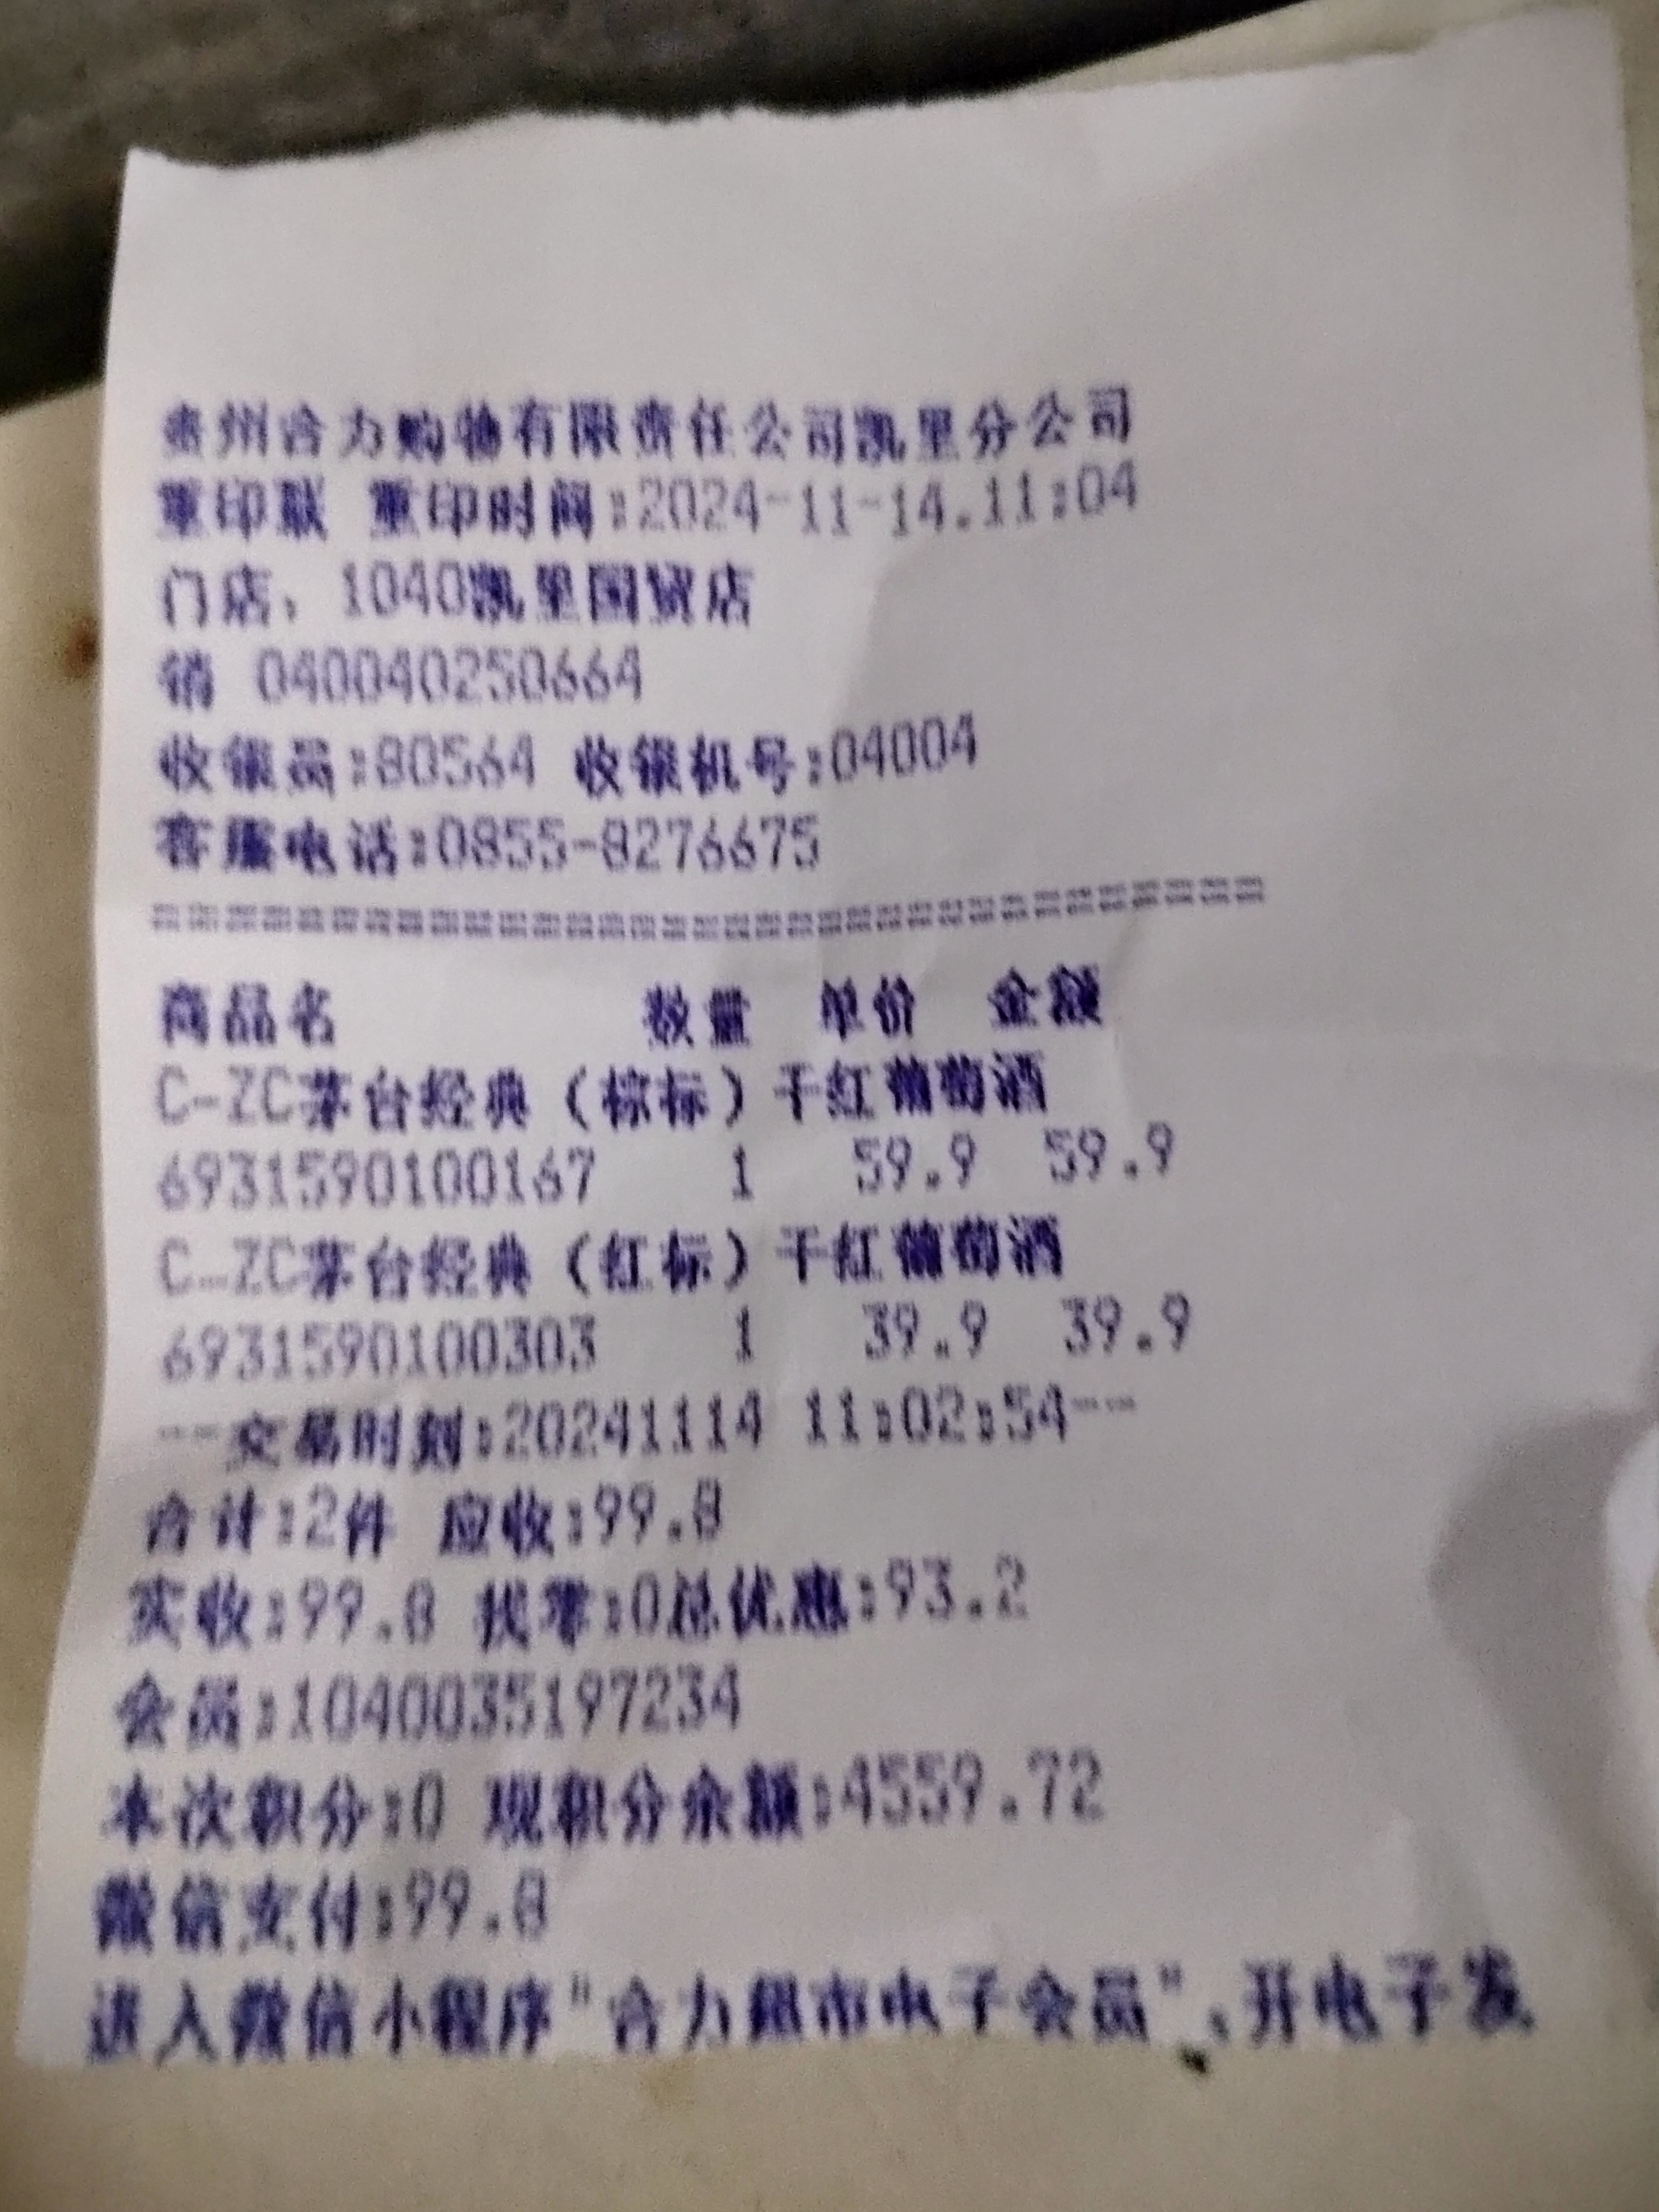 贵州合力购物有限责任公司凯里分公司
重印联 重印时间:2024-11-14.11:04
门店、1040凯里国贸店
销 040040250664
收银员:80564 收银机号:04004
客服电话:0855-8276675
=================================
商品名 数量 单价 金额
C-ZC茅台经典（棕标）干红葡萄酒
6931590100167 1 59.9 59.9
C-ZC茅台经典（红标）干红葡萄酒
6931590100303 1 39.9 39.9
--交易时刻:20241114 11:02:54--
合计:2件 应收:99.8
实收:99.8 找零:0总优惠:93.2
会员:1040035197234
本次积分:0 现积分余额:4559.72
微信支付:99.8
进入微信小程序"合力超市电子会员"、开电子发